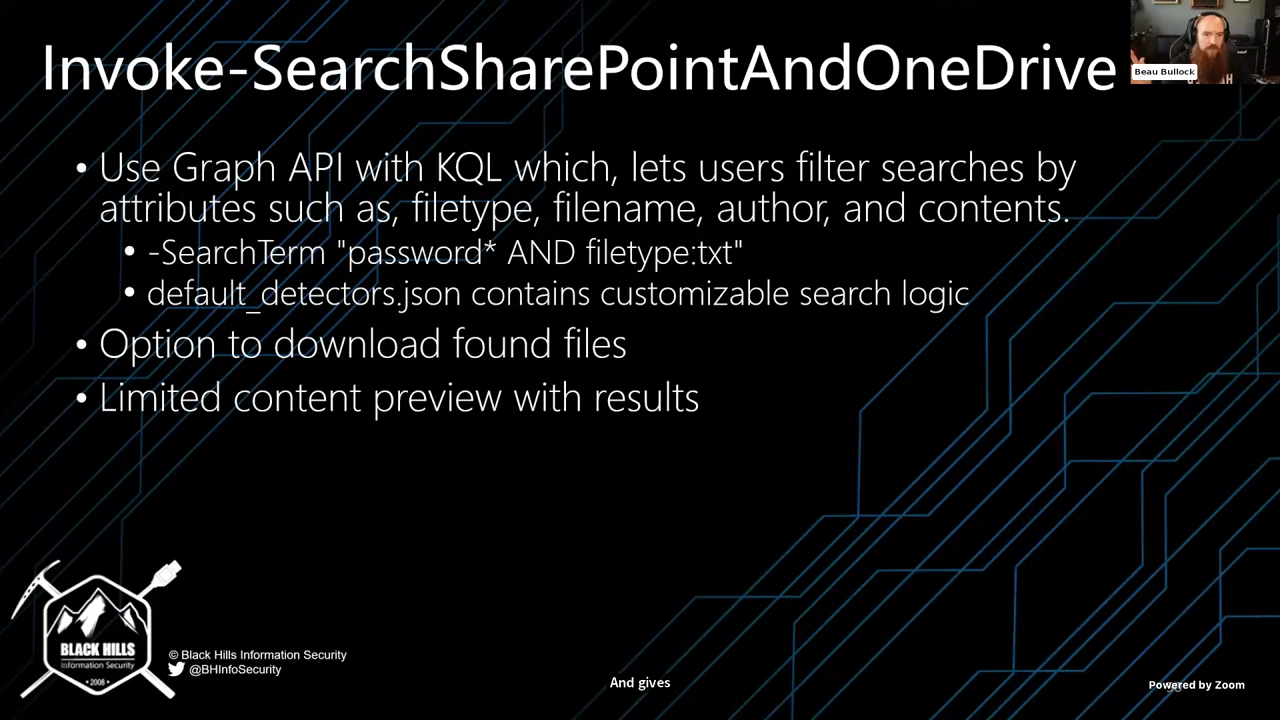 Invoke-SearchSharePointAndOneDrive
Beau Bullock
• Use Graph API with KQL which, lets users filter searches by
attributes such as, filetype, filename, author, and contents.
• -SearchTerm "password* AND filetype:txt"
• default_detectors.json contains customizable search logic
• Option to download found files
• Limited content preview with results
BLACK HILLS
Information Security
• 2008 •
© Black Hills Information Security
@BHInfoSecurity
And gives
Powered by Zoom